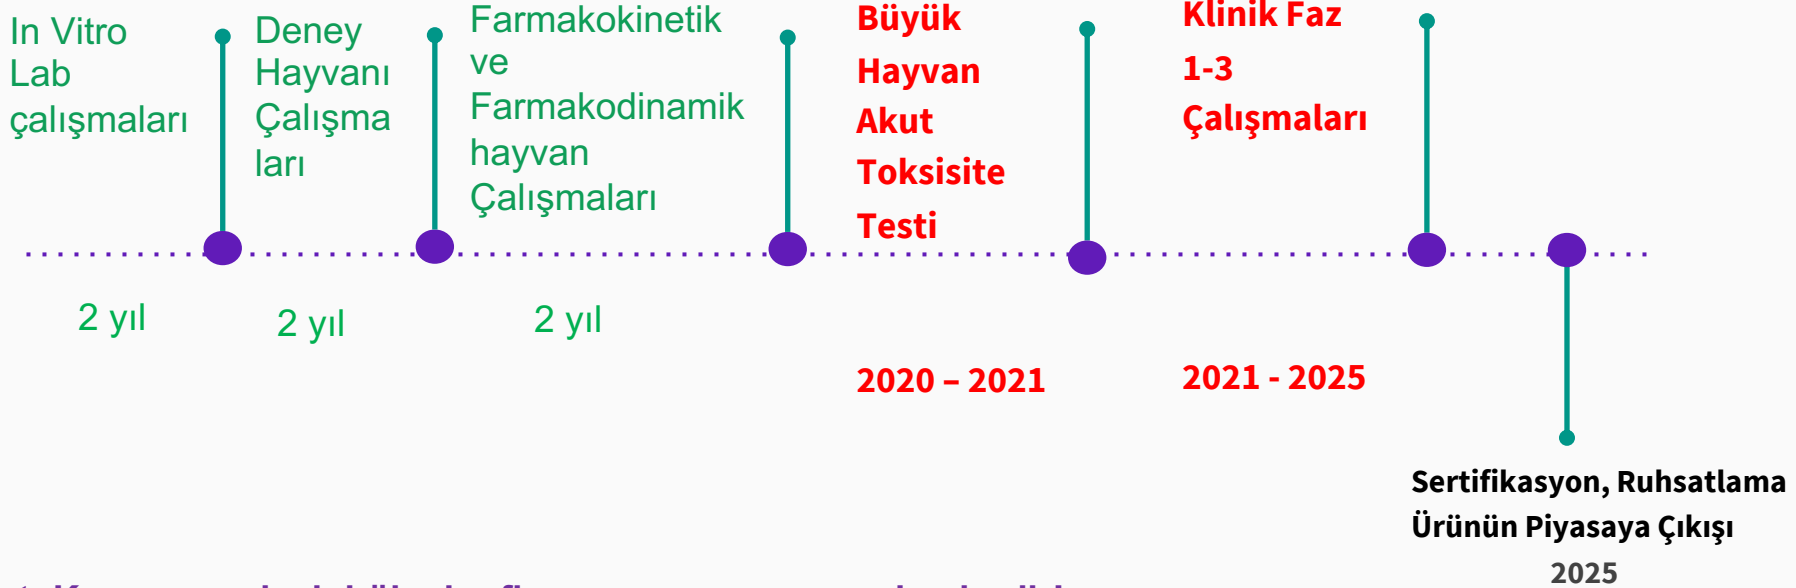 In Vitro
Lab
çalışmaları
Deney
Hayvanı
Çalışma
ları
Farmakokinetik
ve
Farmakodinamik
hayvan
Çalışmaları
Büyük
Hayvan
Akut
Toksisite
Testi
Klinik Faz
1-3
Çalışmaları
2 yıl
2 yıl
2 yıl
2020 – 2021
2021 - 2025
Sertifikasyon, Ruhsatlama
Ürünün Piyasaya Çıkışı
2025